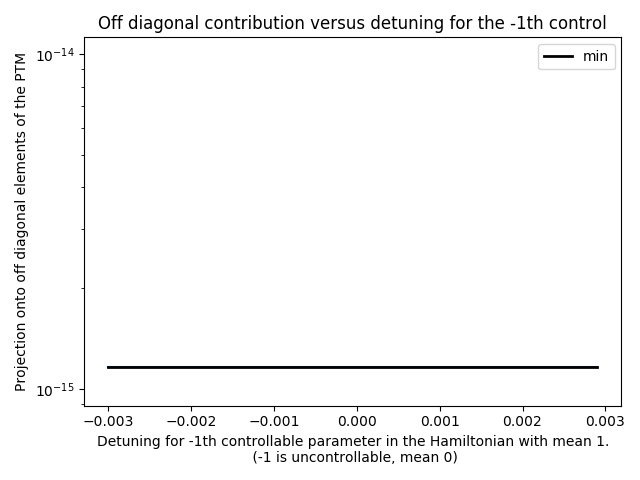 Off diagonal contribution versus detuning for the -1th control
Projection onto off diagonal elements of the PTM
10⁻¹⁴
10⁻¹⁵
min
−0.003 −0.002 −0.001 0.000 0.001 0.002 0.003
Detuning for -1th controllable parameter in the Hamiltonian with mean 1.
(-1 is uncontrollable, mean 0)